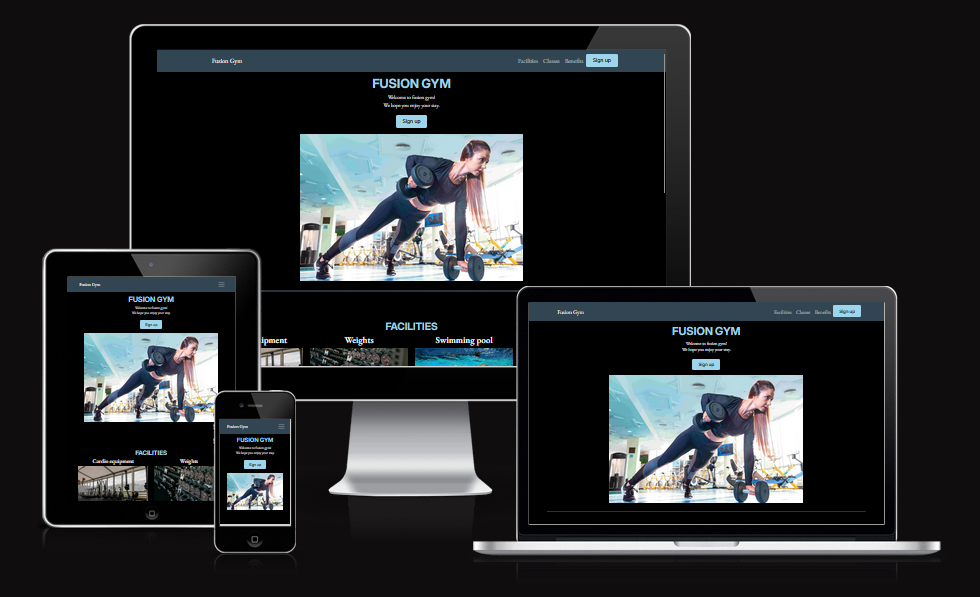 Fusion Gym
Facilities Classes Benefits Sign up
FUSION GYM
Welcome to fusion gym!
We hope you enjoy your stay.
Sign up
FACILITIES
ipment Weights Swimming pool
Fusion Gym
FUSION GYM
Welcome to fusion gym!
We hope you enjoy your stay.
Sign up
FACILITIES
Cardio equipment Weights
Fusion Gym
FUSION GYM
Welcome to fusion gym!
We hope you enjoy your stay.
Sign up
Fusion Gym
Facilities Classes Benefits Sign up
FUSION GYM
Welcome to fusion gym!
We hope you enjoy your stay.
Sign up